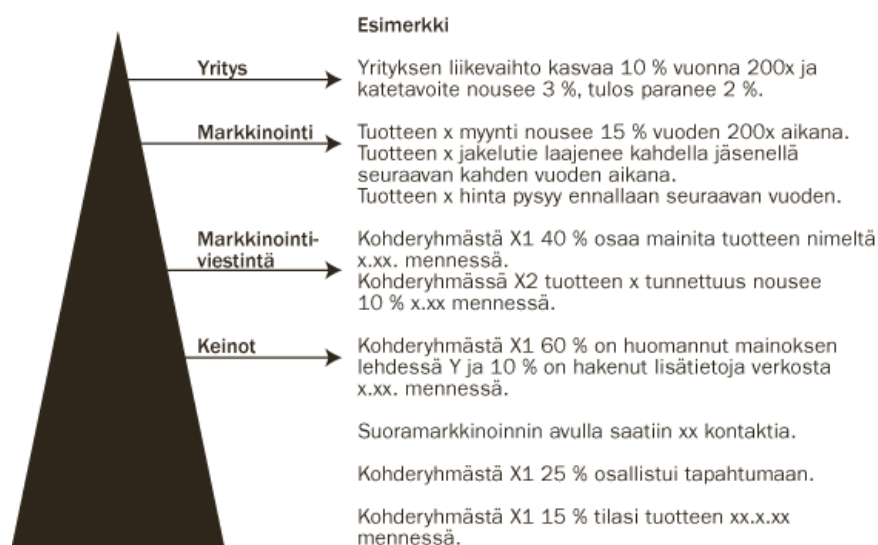 Esimerkki
Yritys
Yrityksen liikevaihto kasvaa 10 % vuonna 200x ja
katetavoite nousee 3 %, tulos paranee 2 %.
Markkinointi
Tuotteen x myynti nousee 15 % vuoden 200x aikana.
Tuotteen x jakelutie laajenee kahdella jäsenellä
seuraavan kahden vuoden aikana.
Tuotteen x hinta pysyy ennallaan seuraavan vuoden.
Markkinointi-
viestintä
Kohderyhmästä X1 40 % osaa mainita tuotteen nimeltä
x.xx. mennessä.
Kohderyhmässä X2 tuotteen x tunnettuus nousee
10 % x.xx mennessä.
Keinot
Kohderyhmästä X1 60 % on huomannut mainoksen
lehdessä Y ja 10 % on hakenut lisätietoja verkosta
x.xx. mennessä.
Suoramarkkinoinnin avulla saatiin xx kontaktia.
Kohderyhmästä X1 25 % osallistui tapahtumaan.
Kohderyhmästä X1 15 % tilasi tuotteen xx.x.xx
mennessä.